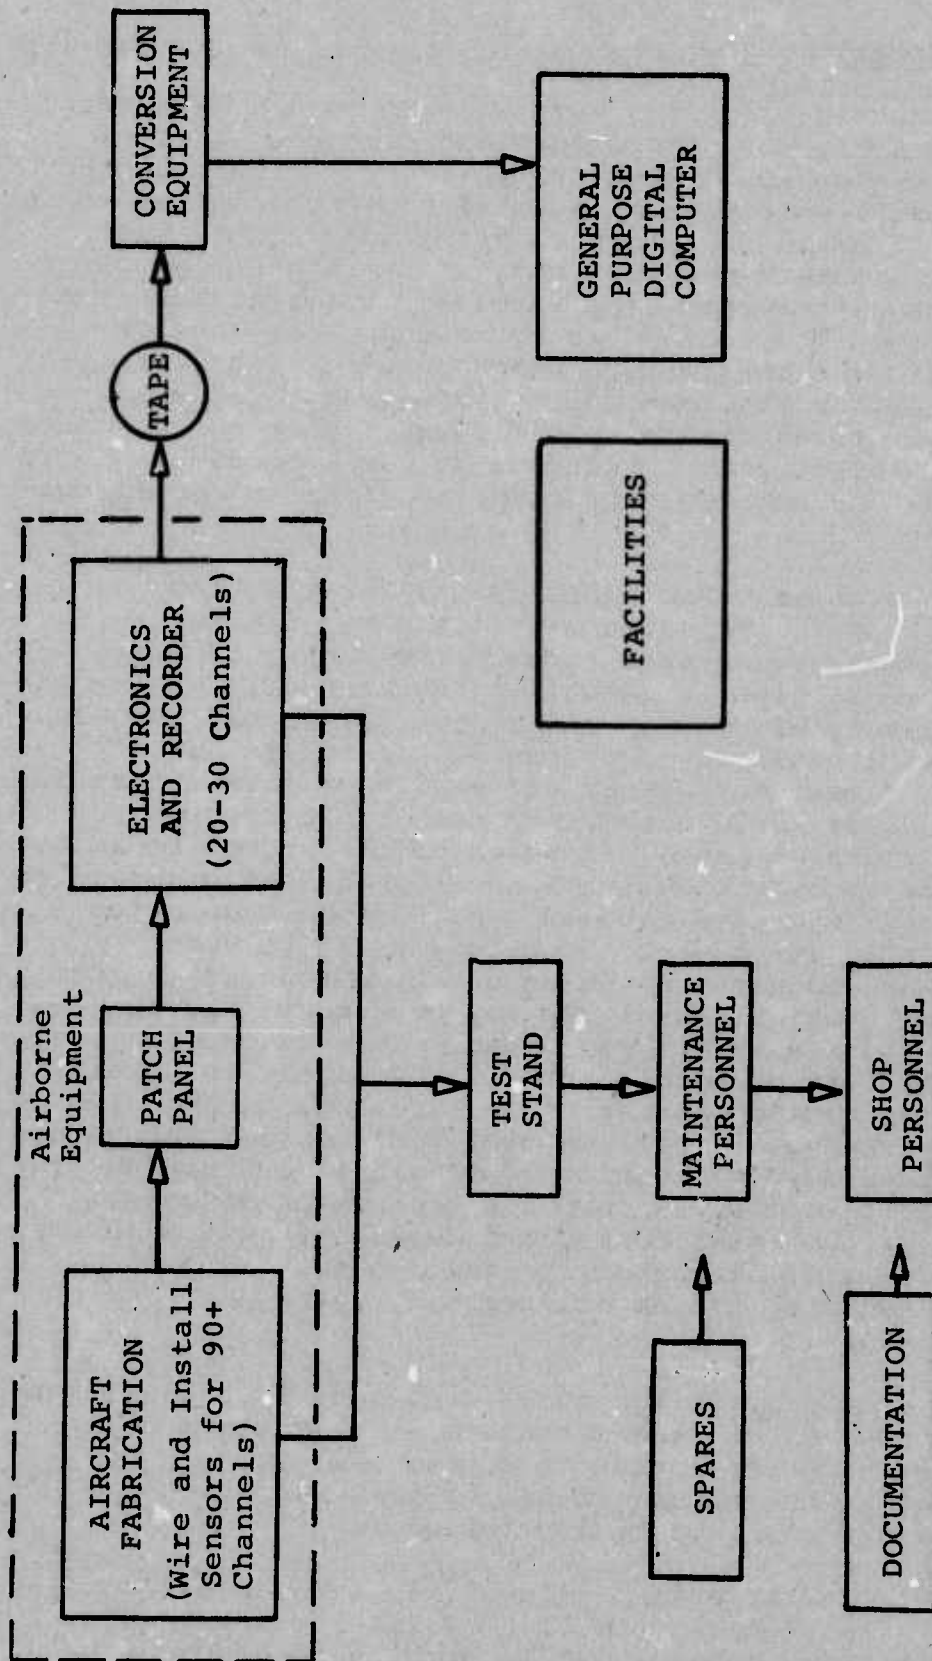 Airborne
Equipment
AIRCRAFT
FABRICATION
(Wire and Install
Sensors for 90+
Channels)
PATCH
PANEL
ELECTRONICS
AND RECORDER
(20-30 Channels)
TAPE
CONVERSION
EQUIPMENT
TEST
STAND
GENERAL
PURPOSE
DIGITAL
COMPUTER
FACILITIES
SPARES
MAINTENANCE
PERSONNEL
DOCUMENTATION
SHOP
PERSONNEL